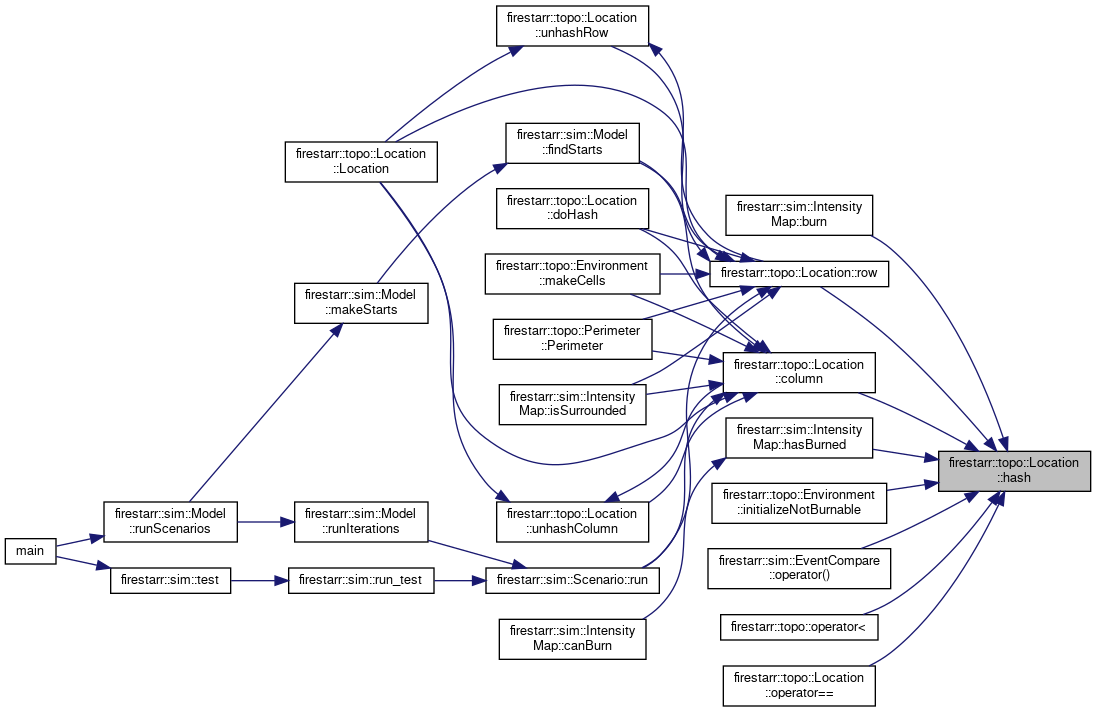 firestarr::topo::Location
::unhashRow
firestarr::topo::Location
::Location
firestarr::sim::Model
::findStarts
firestarr::topo::Location
::doHash
firestarr::sim::Intensity
Map::burn
firestarr::topo::Environment
::makeCells
firestarr::topo::Location::row
firestarr::sim::Model
::makeStarts
firestarr::topo::Perimeter
::Perimeter
firestarr::topo::Location
::column
firestarr::sim::Intensity
Map::isSurrounded
firestarr::sim::Intensity
Map::hasBurned
firestarr::topo::Location
::hash
firestarr::topo::Environment
::initializeNotBurnable
firestarr::sim::Model
::runScenarios
firestarr::sim::Model
::runIterations
firestarr::topo::Location
::unhashColumn
main
firestarr::sim::EventCompare
::operator()
firestarr::sim::test
firestarr::sim::run_test
firestarr::sim::Scenario::run
firestarr::sim::Intensity
Map::canBurn
firestarr::topo::operator<
firestarr::topo::Location
::operator==